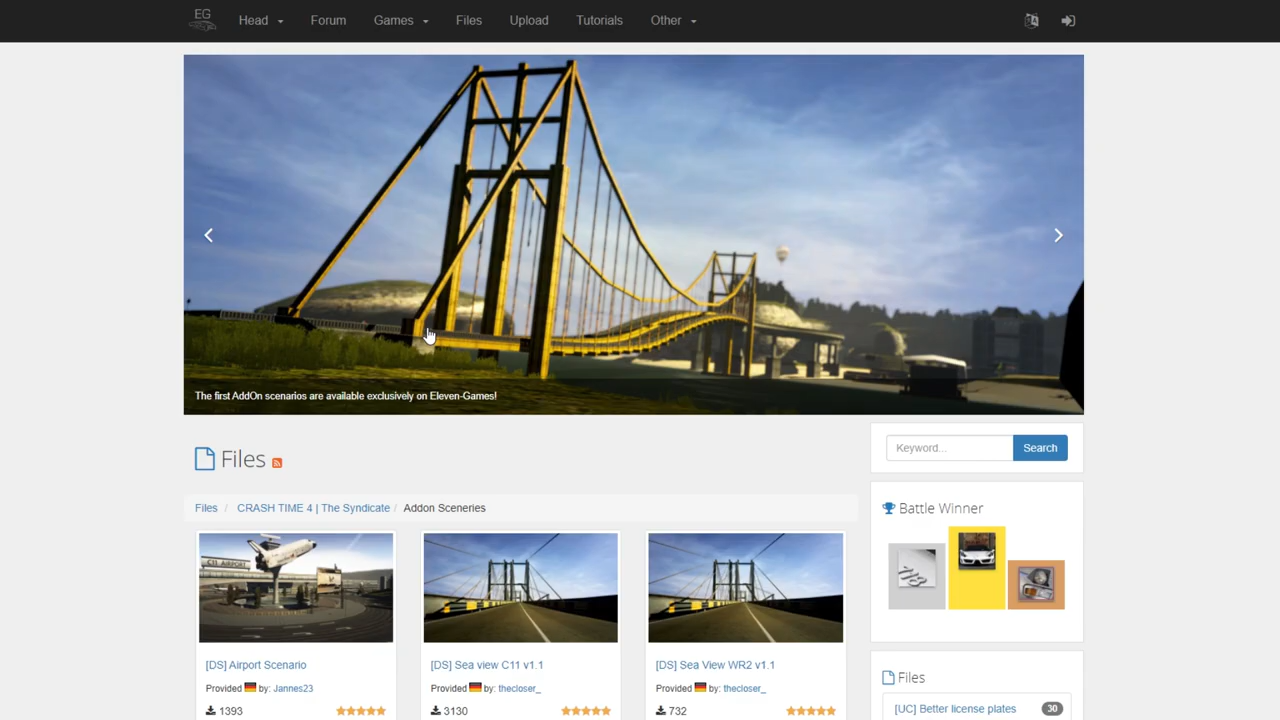 EG
Head
Forum
Games
Files
Upload
Tutorials
Other
The first AddOn scenarios are available exclusively on Eleven-Games!
Files
Keyword...
Search
Files / CRASH TIME 4 | The Syndicate / Addon Sceneries
Battle Winner
[DS] Airport Scenario
Provided by: Jannes23
1393
[DS] Sea view C11 v1.1
Provided by: thecloser_
3130
[DS] Sea View WR2 v1.1
Provided by: thecloser_
732
Files
[UC] Better license plates 30